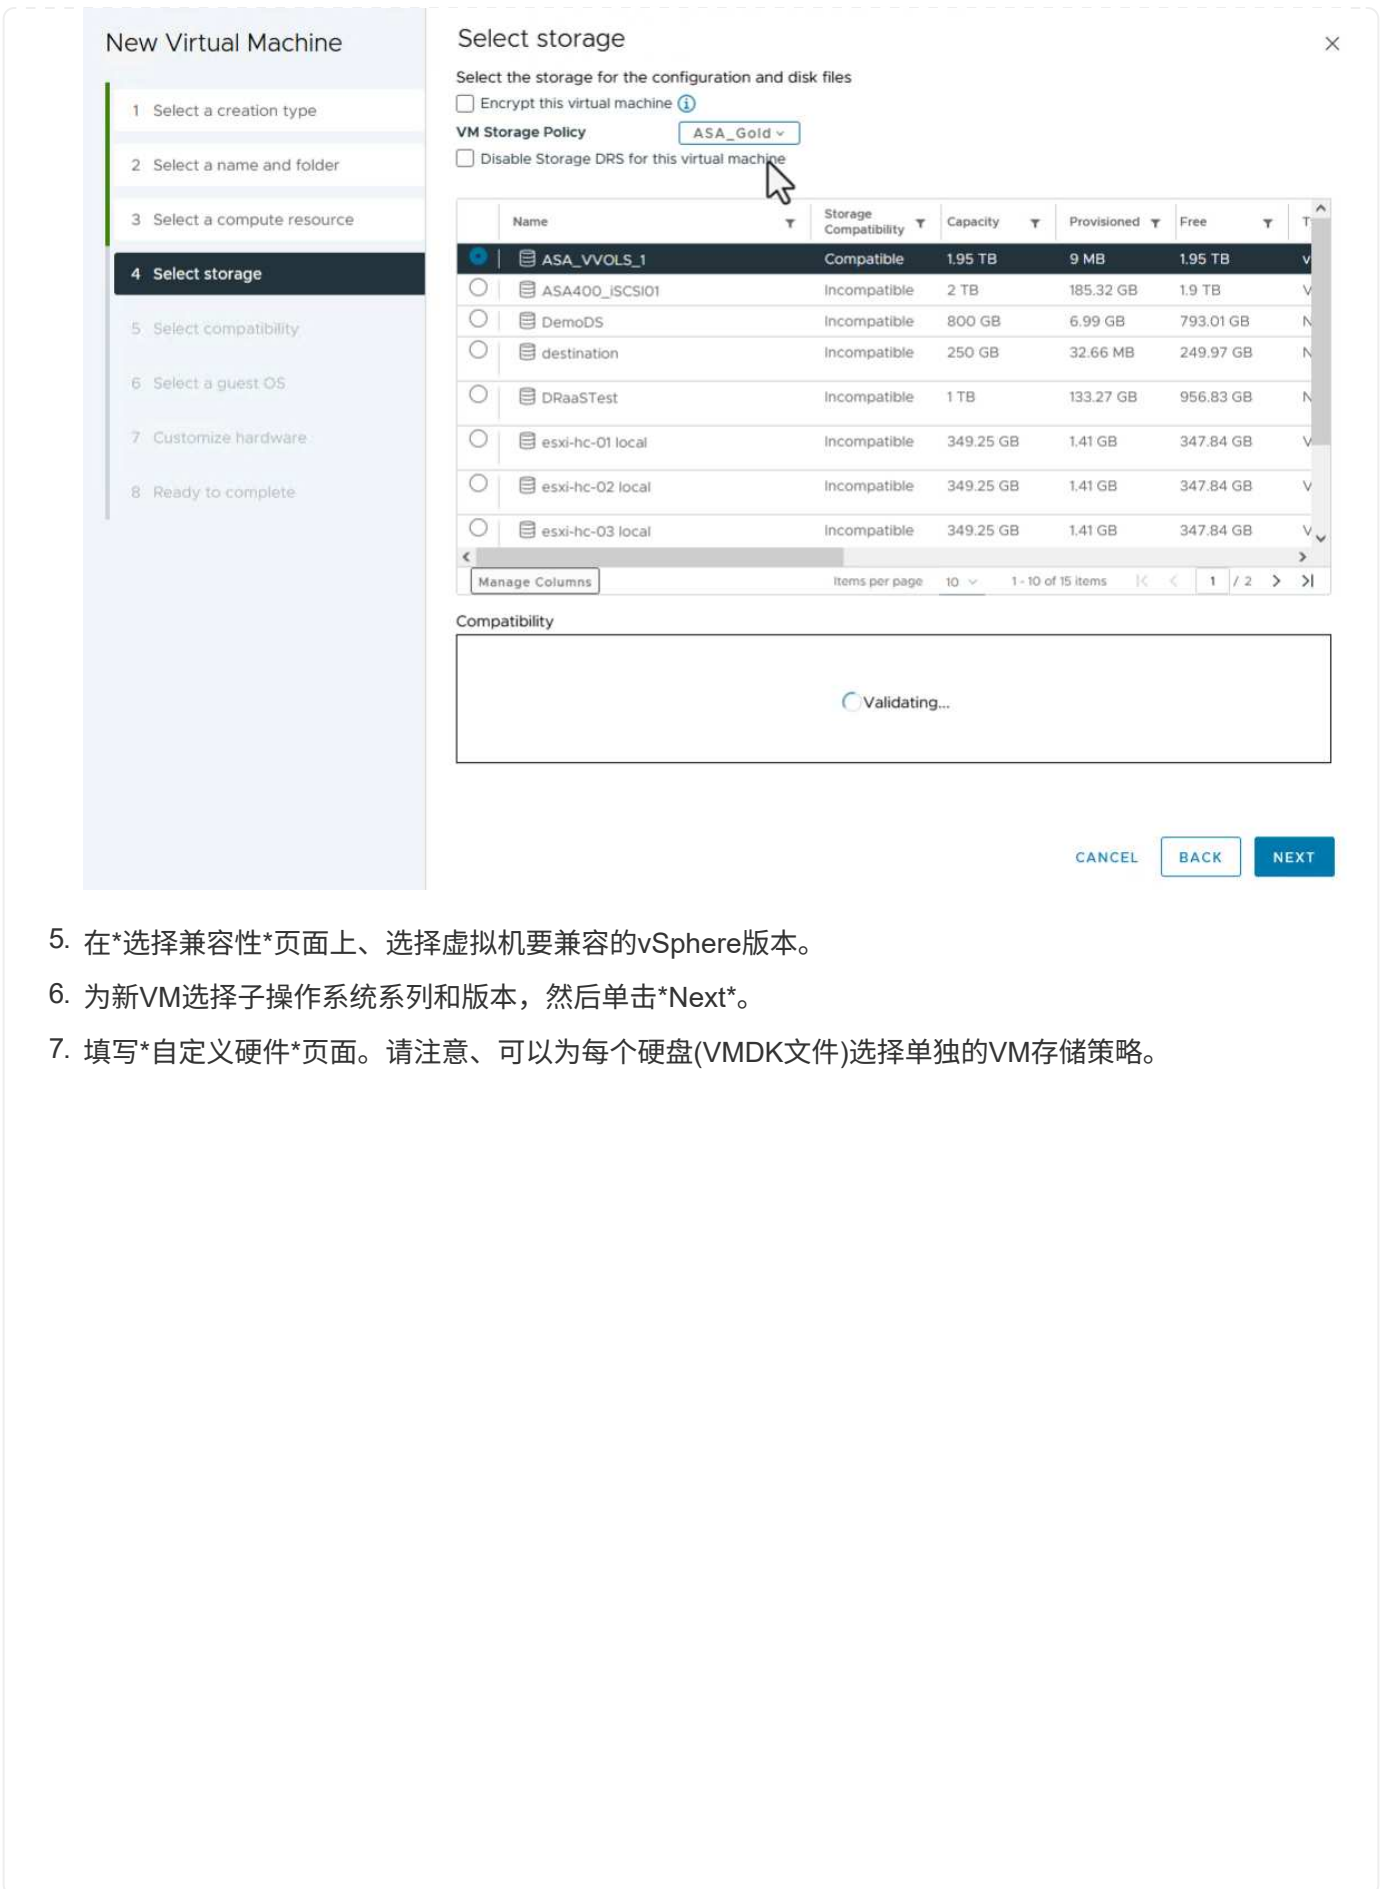 New Virtual Machine
1 Select a creation type
2 Select a name and folder
3 Select a compute resource
4 Select storage
5 Select compatibility
6 Select a guest OS
7 Customize hardware
8 Ready to complete
Select storage
Select the storage for the configuration and disk files
Encrypt this virtual machine
VM Storage Policy ASA_Gold
Disable Storage DRS for this virtual machine
Name Storage Compatibility Capacity Provisioned Free T
ASA_VVOLS_1 Compatible 1.95 TB 9 MB 1.95 TB v
ASA400_iSCSI01 Incompatible 2 TB 185.32 GB 1.9 TB V
DemoDS Incompatible 800 GB 6.99 GB 793.01 GB N
destination Incompatible 250 GB 32.66 MB 249.97 GB N
DRaaSTest Incompatible 1 TB 133.27 GB 956.83 GB N
esxi-hc-01 local Incompatible 349.25 GB 1.41 GB 347.84 GB V
esxi-hc-02 local Incompatible 349.25 GB 1.41 GB 347.84 GB V
esxi-hc-03 local Incompatible 349.25 GB 1.41 GB 347.84 GB V
Manage Columns Items per page 10 1 - 10 of 15 items 1 / 2
Compatibility
Validating...
CANCEL BACK NEXT
5. 在*选择兼容性*页面上、选择虚拟机要兼容的vSphere版本。
6. 为新VM选择子操作系统系列和版本，然后单击*Next*。
7. 填写*自定义硬件*页面。请注意、可以为每个硬盘(VMDK文件)选择单独的VM存储策略。